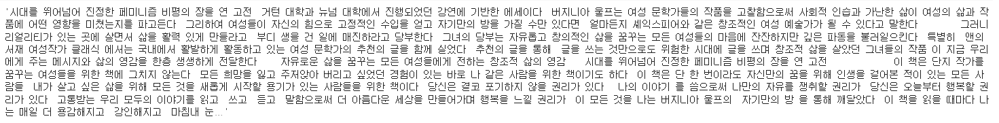 '시대를 뛰어넘어 진정한 페미니즘 비평의 장을 연 고전 거턴 대학과 뉴넘 대학에서 진행되었던 강연에 기반한 에세이다 버지니아 울프는 여성 문학가들의 작품을 고찰함으로써 사회적 인습과 가난한 삶이 여성의 삶과 작
품에 어떤 영향을 미쳤는지를 파고든다 그리하여 여성들이 자신의 힘으로 고정적인 수입을 얻고 자기만의 방을 가질 수만 있다면 얼마든지 셰익스피어와 같은 창조적인 여성 예술가가 될 수 있다고 말한다 그러니
리얼리티가 있는 곳에 살면서 삶을 활력 있게 만들라고 부디 생을 건 일에 매진하라고 당부한다 그녀의 당부는 자유롭고 창의적인 삶을 꿈꾸는 모든 여성들의 마음에 잔잔하지만 깊은 파동을 불러일으킨다 특별히 앤의
서재 여성작가 클래식 에서는 국내에서 활발하게 활동하고 있는 여성 문학가의 추천의 글을 함께 실었다 추천의 글을 통해 글을 쓰는 것만으로도 위험한 시대에 글을 쓰며 창조적 삶을 살았던 그녀들의 작품 이 지금 우리
에게 주는 메시지와 삶의 영감을 한층 생생하게 전달한다 자유로운 삶을 꿈꾸는 모든 여성들에게 전하는 창조적 삶의 영감 시대를 뛰어넘어 진정한 페미니즘 비평의 장을 연 고전 이 책은 단지 작가를
꿈꾸는 여성들을 위한 책에 그치지 않는다 모든 희망을 잃고 주저앉아 버리고 싶었던 경험이 있는 바로 나 같은 사람을 위한 책이기도 하다 이 책은 단 한 번이라도 자신만의 꿈을 위해 인생을 걸어본 적이 있는 모든 사
람들 내가 살고 싶은 삶을 위해 모든 것을 새롭게 시작할 용기가 있는 사람들을 위한 책이다 당신은 결코 포기하지 않을 권리가 있다 나의 이야기 를 씀으로써 나만의 자유를 쟁취할 권리가 당신은 오늘부터 행복할 권
리가 있다 고통받는 우리 모두의 이야기를 읽고 쓰고 듣고 말함으로써 더 아름다운 세상을 만들어가며 행복을 느낄 권리가 이 모든 것을 나는 버지니아 울프의 자기만의 방 을 통해 깨달았다 이 책을 읽을 때마다 나
는 매일 더 용감해지고 강인해지고 마침내 눈...'